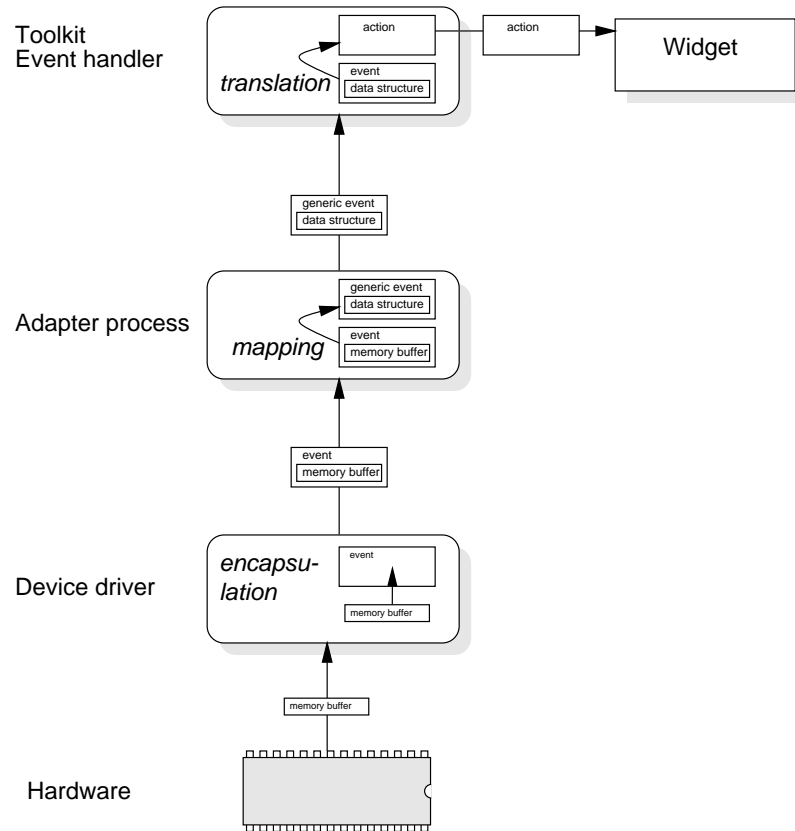 Toolkit
Event handler
action
event
data structure
translation
action
Widget
generic event
data structure
Adapter process
generic event
data structure
event
memory buffer
mapping
event
memory buffer
Device driver
encapsu-
lation
event
memory buffer
memory buffer
Hardware